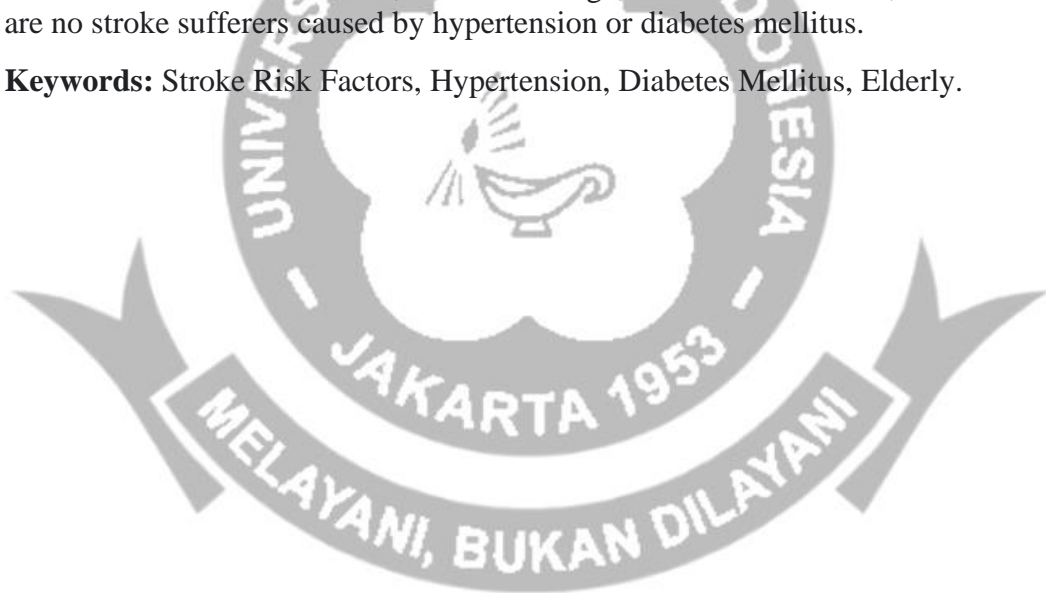 are no stroke sufferers caused by hypertension or diabetes mellitus.
Keywords: Stroke Risk Factors, Hypertension, Diabetes Mellitus, Elderly.
JAKARTA 1953
MELAYANI, BUKAN DILAYANI